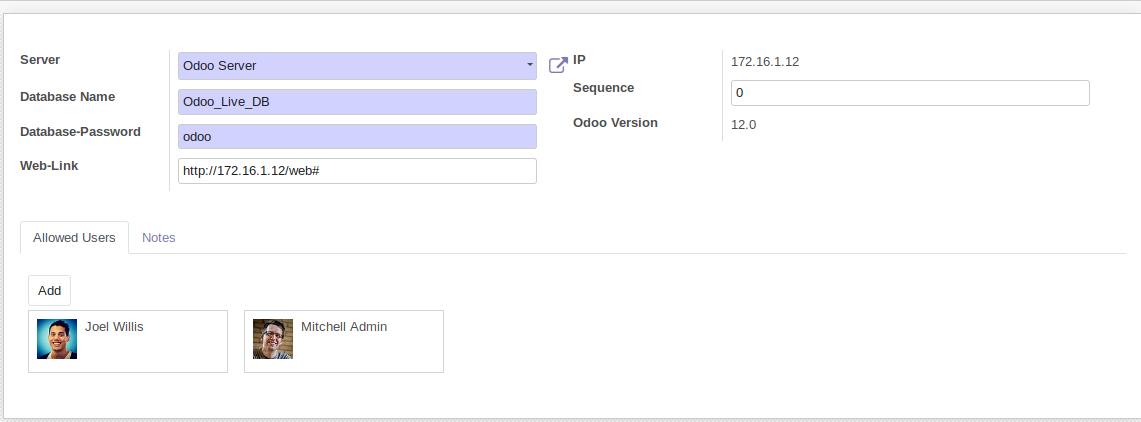 Server
Odoo Server
IP
172.16.1.12
Database Name
Odoo_Live_DB
Sequence
0
Database-Password
odoo
Odoo Version
12.0
Web-Link
http://172.16.1.12/web#
Allowed Users
Notes
Add
Joel Willis
Mitchell Admin